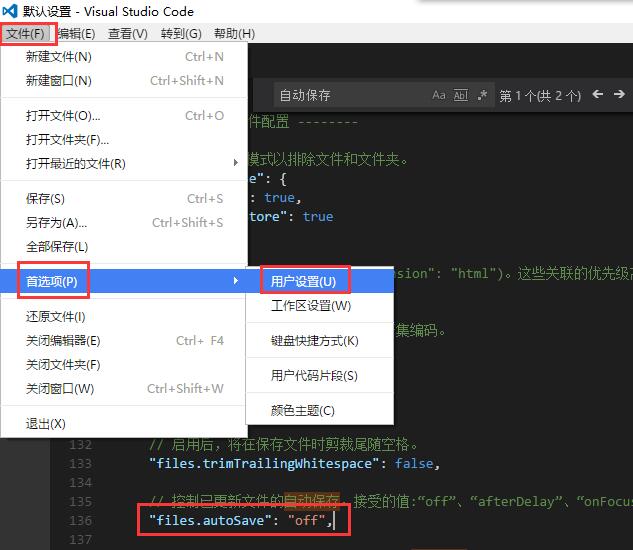 默认设置 - Visual Studio Code
文件(F) 编辑(E) 查看(V) 转到(G) 帮助(H)
新建文件(N) Ctrl+N
新建窗口(N) Ctrl+Shift+N
打开文件(O)... Ctrl+O
打开文件夹(F)...
打开最近的文件(R)
保存(S) Ctrl+S
另存为(A)... Ctrl+Shift+S
全部保存(L)
首选项(P)
还原文件(I)
关闭编辑器(E) Ctrl+ F4
关闭文件夹(F)
关闭窗口(W) Ctrl+Shift+W
退出(X)
用户设置(U)
工作区设置(W)
键盘快捷方式(K)
用户代码片段(S)
颜色主题(C)
自动保存 Aa Ab| .* 第 1 个(共 2 个)
件配置 --------
模式以排除文件和文件夹。
e": {
: true,
tore": true
nsion": "html")。这些关联的优先级高
集编码。
132 // 启用后，将在保存文件时剪裁尾随空格。
133 "files.trimTrailingWhitespace": false,
135 // 控制已更新文件的自动保存。接受的值:“off”、“afterDelay”、“onFocus
136 "files.autoSave": "off",
137